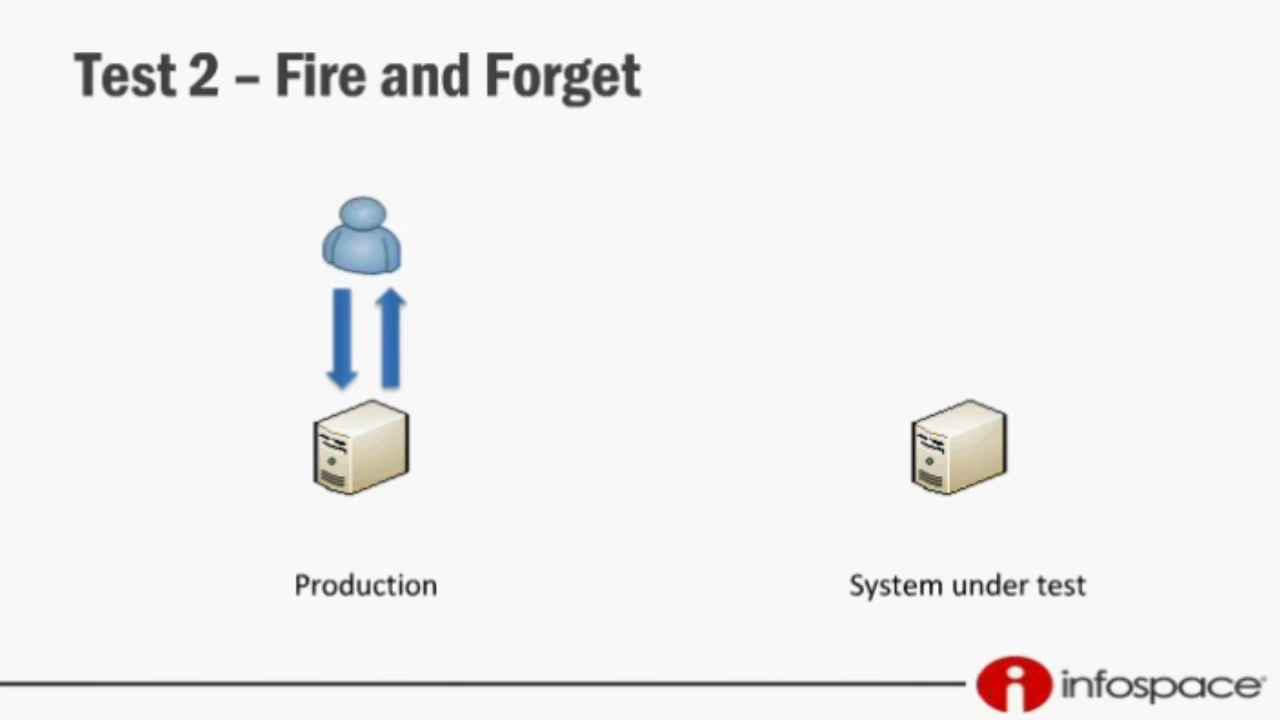 Test 2 – Fire and Forget
Production
System under test
infospace